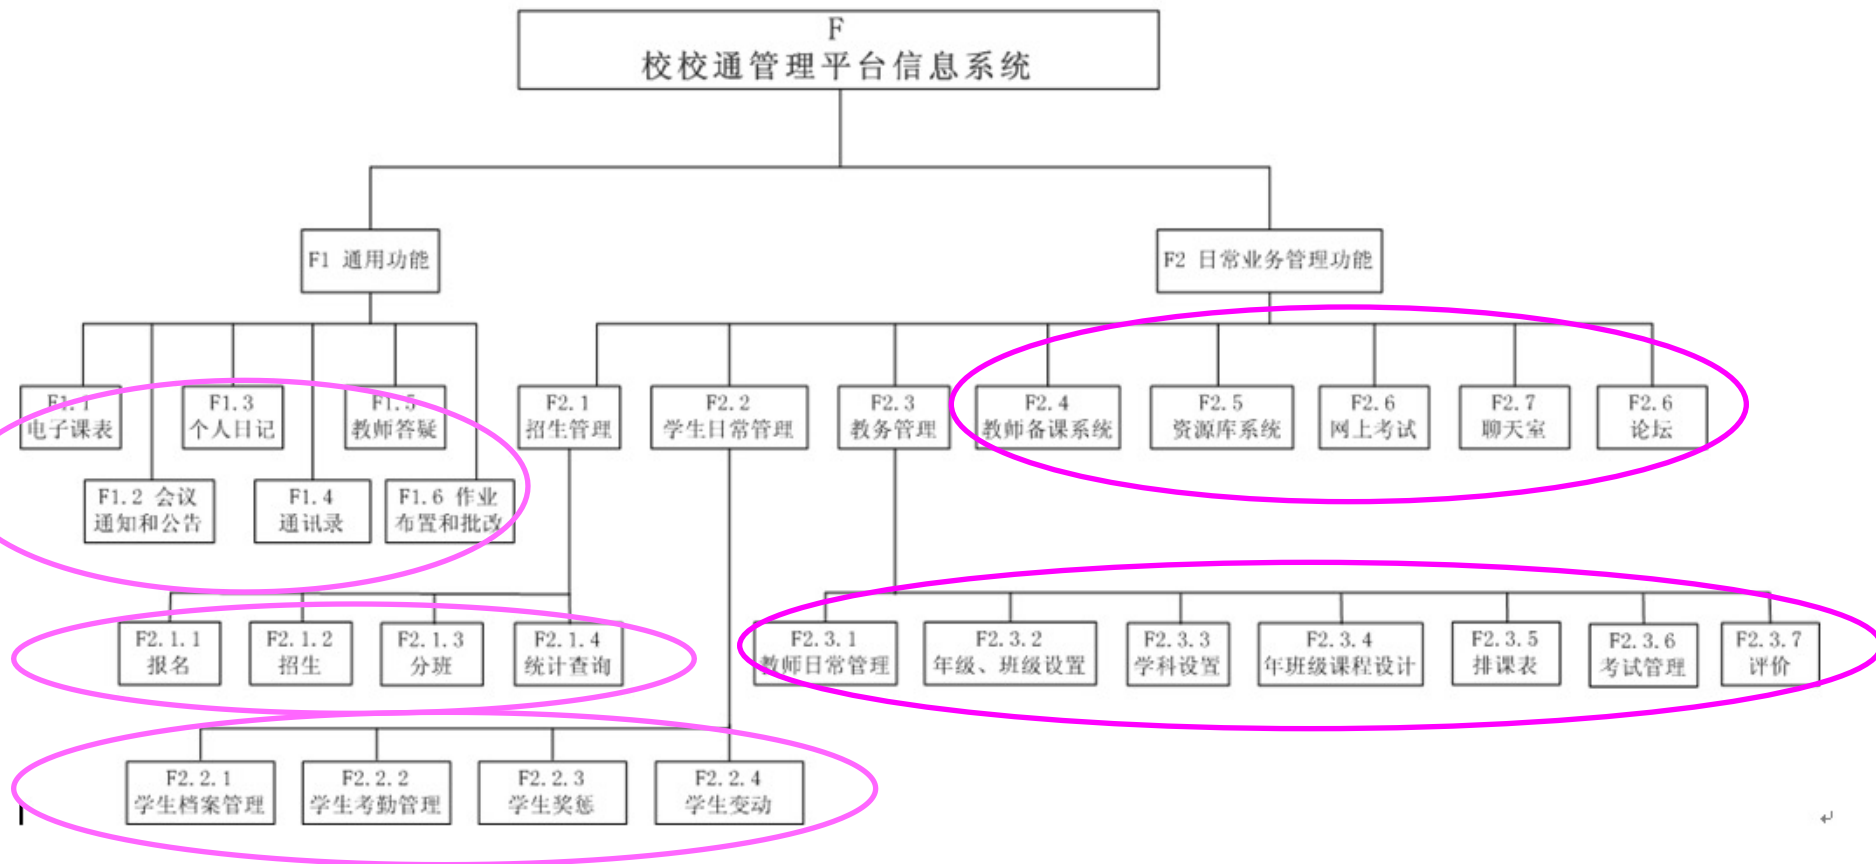 F
校校通管理平台信息系统
F1 通用功能
F2 日常业务管理功能
F1.1
电子课表
F1.3
个人日记
F1.5
教师答疑
F2.1
招生管理
F2.2
学生日常管理
F2.3
教务管理
F2.4
教师备课系统
F2.5
资源库系统
F2.6
网上考试
F2.7
聊天室
F2.6
论坛
F1.2 会议
通知和公告
F1.4
通讯录
F1.6 作业
布置和批改
F2.1.1
报名
F2.1.2
招生
F2.1.3
分班
F2.1.4
统计查询
F2.3.1
教师日常管理
F2.3.2
年级、班级设置
F2.3.3
学科设置
F2.3.4
年班级课程设计
F2.3.5
排课表
F2.3.6
考试管理
F2.3.7
评价
F2.2.1
学生档案管理
F2.2.2
学生考勤管理
F2.2.3
学生奖惩
F2.2.4
学生变动